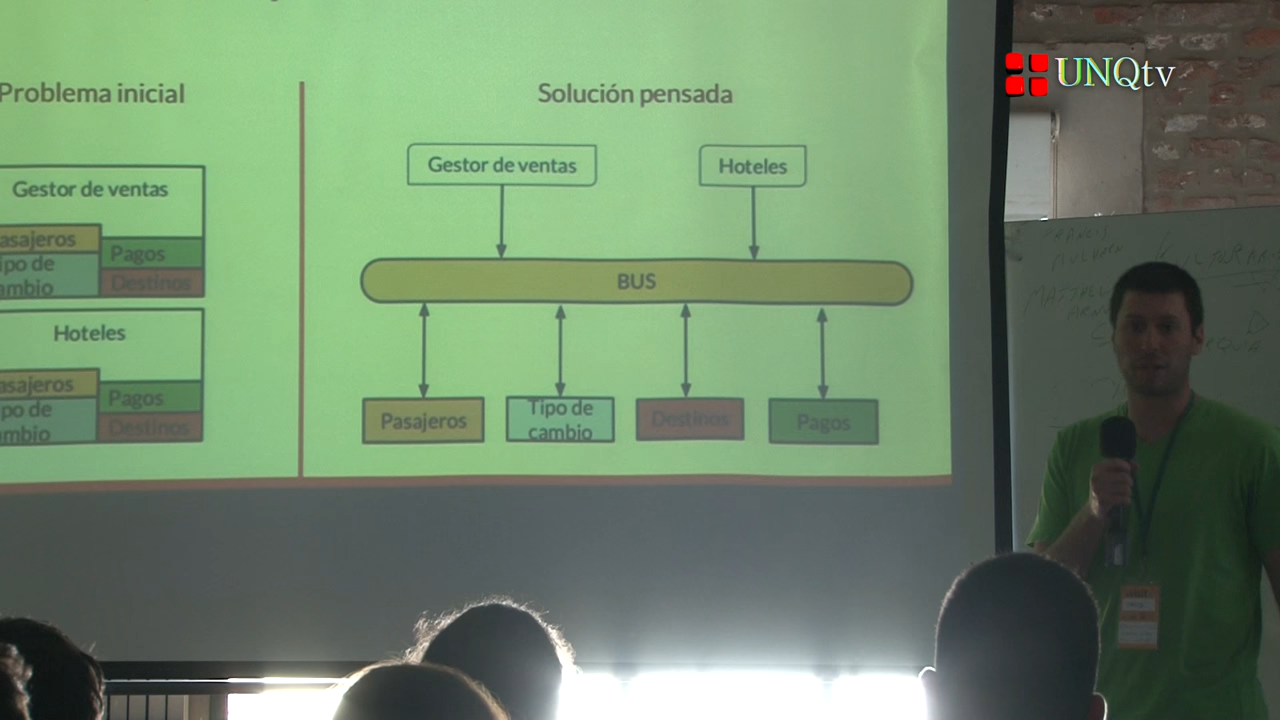 UNQtv
Problema inicial
Gestor de ventas
asajeros
Pagos
ipo de
ambio
Destinos
Hoteles
asajeros
Pagos
ipo de
ambio
Destinos
Solución pensada
Gestor de ventas
Hoteles
BUS
Pasajeros
Tipo de
cambio
Destinos
Pagos